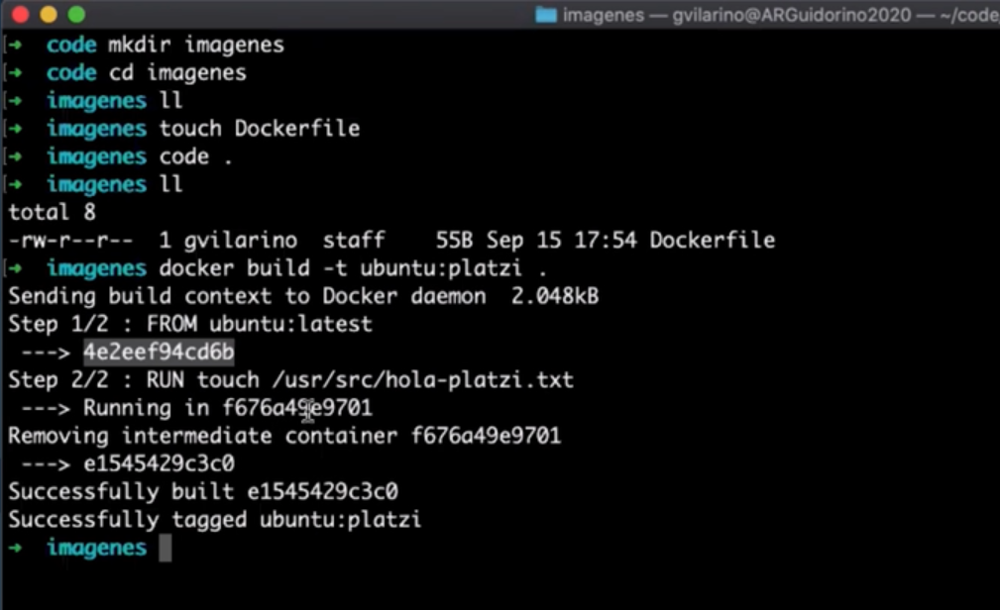 imagenes — gvilarino@ARGuidorino2020 — ~/code
[➜ code mkdir imagenes
[➜ code cd imagenes
[➜ imagenes ll
[➜ imagenes touch Dockerfile
[➜ imagenes code .
[➜ imagenes ll
total 8
-rw-r--r--  1 gvilarino  staff    55B Sep 15 17:54 Dockerfile
[➜ imagenes docker build -t ubuntu:platzi .
Sending build context to Docker daemon  2.048kB
Step 1/2 : FROM ubuntu:latest
 ---> 4e2eef94cd6b
Step 2/2 : RUN touch /usr/src/hola-platzi.txt
 ---> Running in f676a49e9701
Removing intermediate container f676a49e9701
 ---> e1545429c3c0
Successfully built e1545429c3c0
Successfully tagged ubuntu:platzi
➜ imagenes